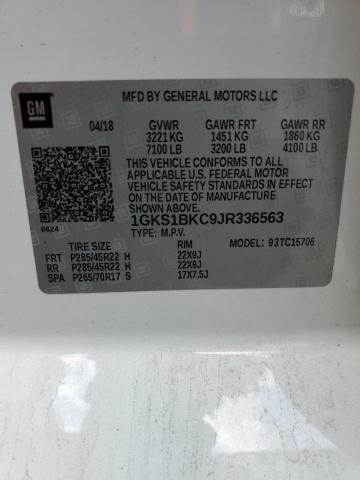 GM
MFD BY GENERAL MOTORS LLC
04/18 GVWR GAWR FRT GAWR RR
3221 KG 1451 KG 1860 KG
7100 LB 3200 LB 4100 LB
THIS VEHICLE CONFORMS TO ALL
APPLICABLE U.S. FEDERAL MOTOR
VEHICLE SAFETY STANDARDS IN EFFECT
ON THE DATE OF MANUFACTURE
SHOWN ABOVE.
1GKS1BKC9JR336563
6624 TYPE: M.P.V.
TIRE SIZE RIM MODEL: 93TC15706
FRT P285/45R22 H 22X9J
RR P285/45R22 H 22X9J
SPA P265/70R17 S 17X7.5J